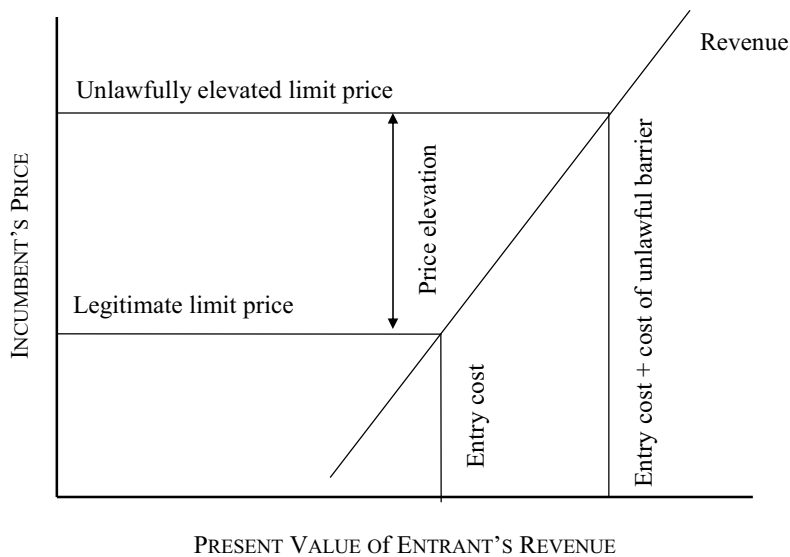 Revenue
Unlawfully elevated limit price
Price elevation
Legitimate limit price
INCUMBENT'S PRICE
Entry cost
Entry cost + cost of unlawful barrier
PRESENT VALUE of ENTRANT'S REVENUE